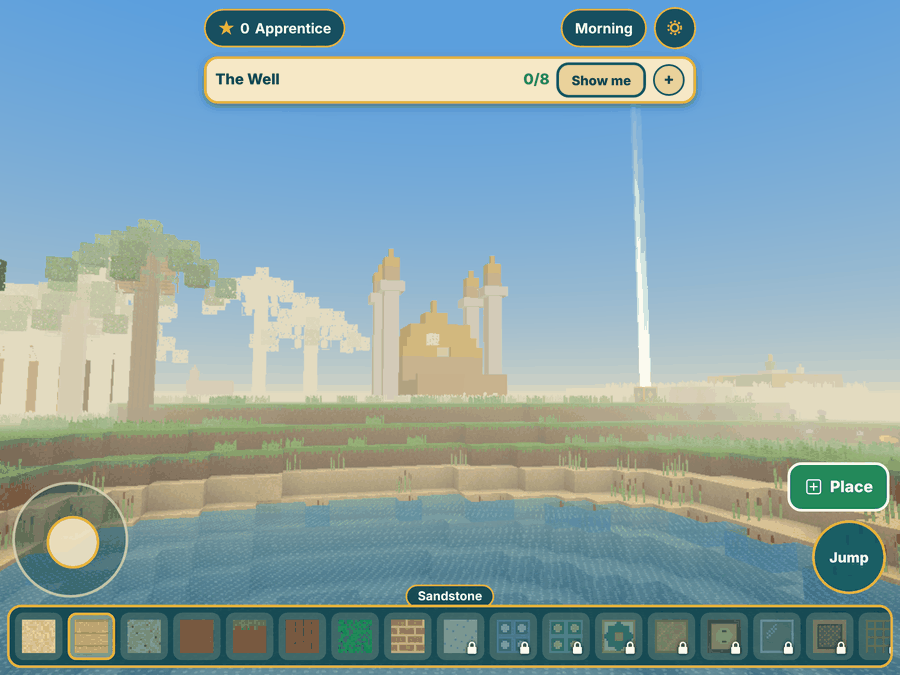 0 Apprentice
Morning
The Well
0/8
Show me
+
Place
Jump
Sandstone